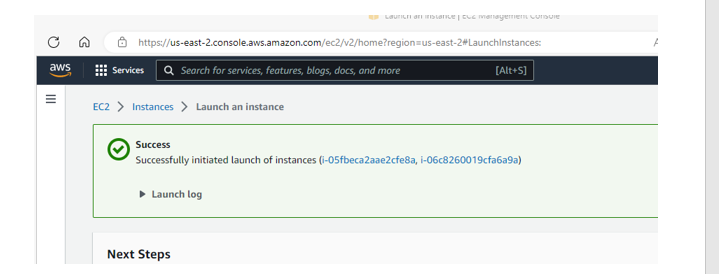 Launch an instance | EC2 Management Console
https://us-east-2.console.aws.amazon.com/ec2/v2/home?region=us-east-2#LaunchInstances:
aws Services Search for services, features, blogs, docs, and more [Alt+S]
EC2 > Instances > Launch an instance
Success
Successfully initiated launch of instances (i-05fbeca2aae2cfe8a, i-06c8260019cfa6a9a)
Launch log
Next Steps